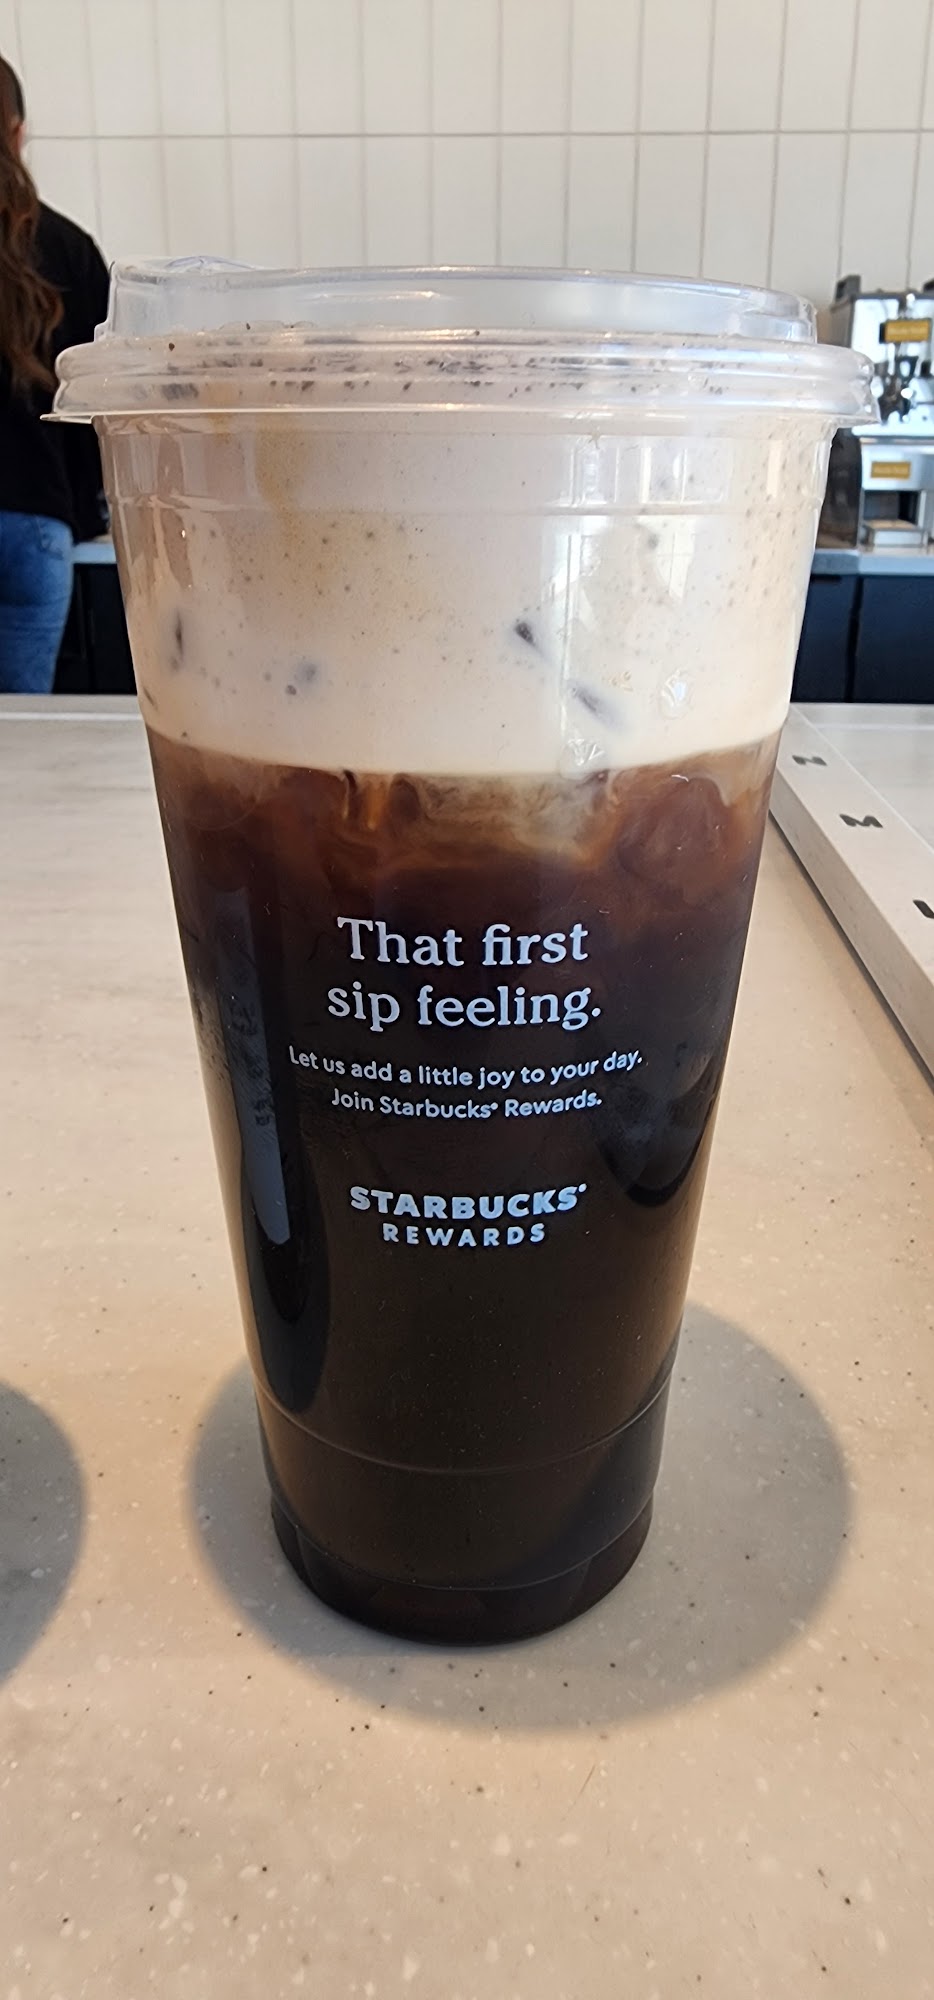 That first
sip feeling.
Let us add a little joy to your day.
Join Starbucks® Rewards.
STARBUCKS®
REWARDS
N
M